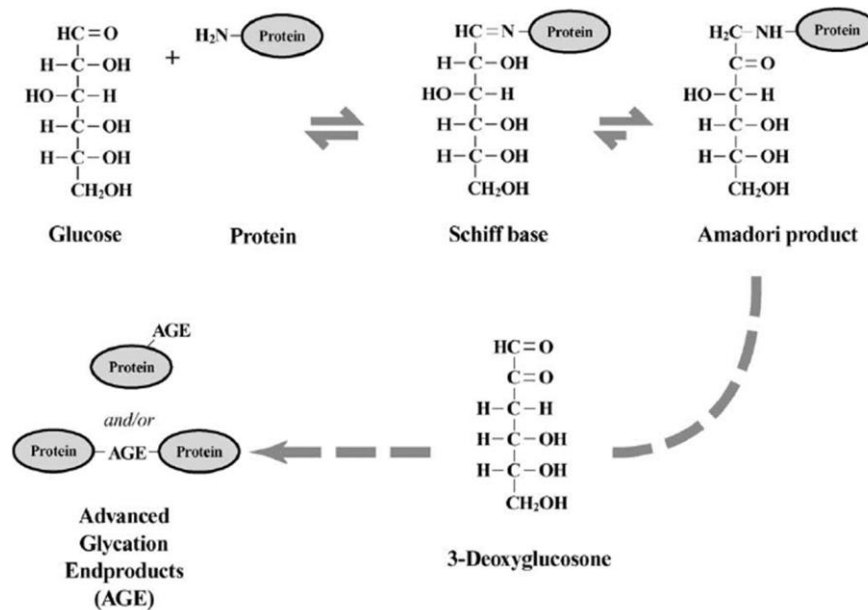 HC=O
H-C-OH
HO-C-H
H-C-OH
H-C-OH
CH₂OH
Glucose
+
H₂N-Protein
Protein
HC=N-Protein
H-C-OH
HO-C-H
H-C-OH
H-C-OH
CH₂OH
Schiff base
H₂C-NH-Protein
C=O
HO-C-H
H-C-OH
H-C-OH
CH₂OH
Amadori product
AGE
Protein
and/or
Protein-AGE-Protein
Advanced
Glycation
Endproducts
(AGE)
HC=O
C=O
H-C-H
H-C-OH
H-C-OH
CH₂OH
3-Deoxyglucosone